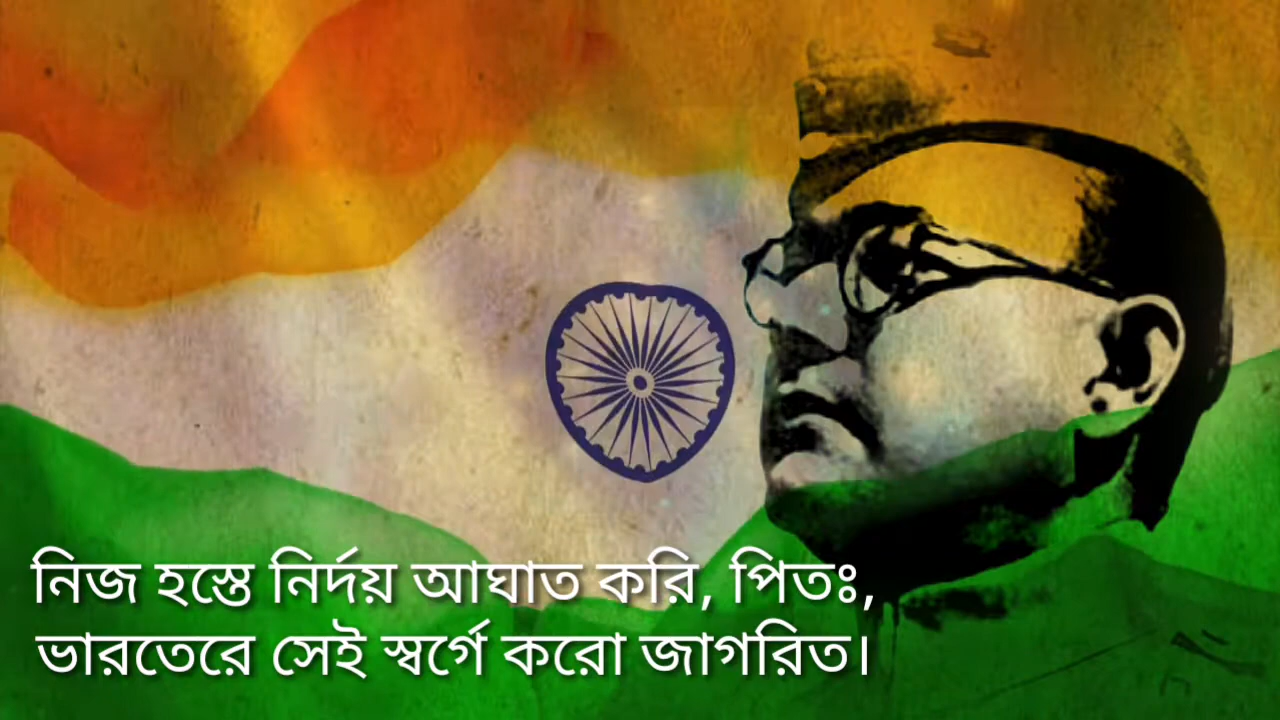 নিজ হস্তে নির্দয় আঘাত করি, পিতঃ,
ভারতেরে সেই স্বর্গে করো জাগরিত।